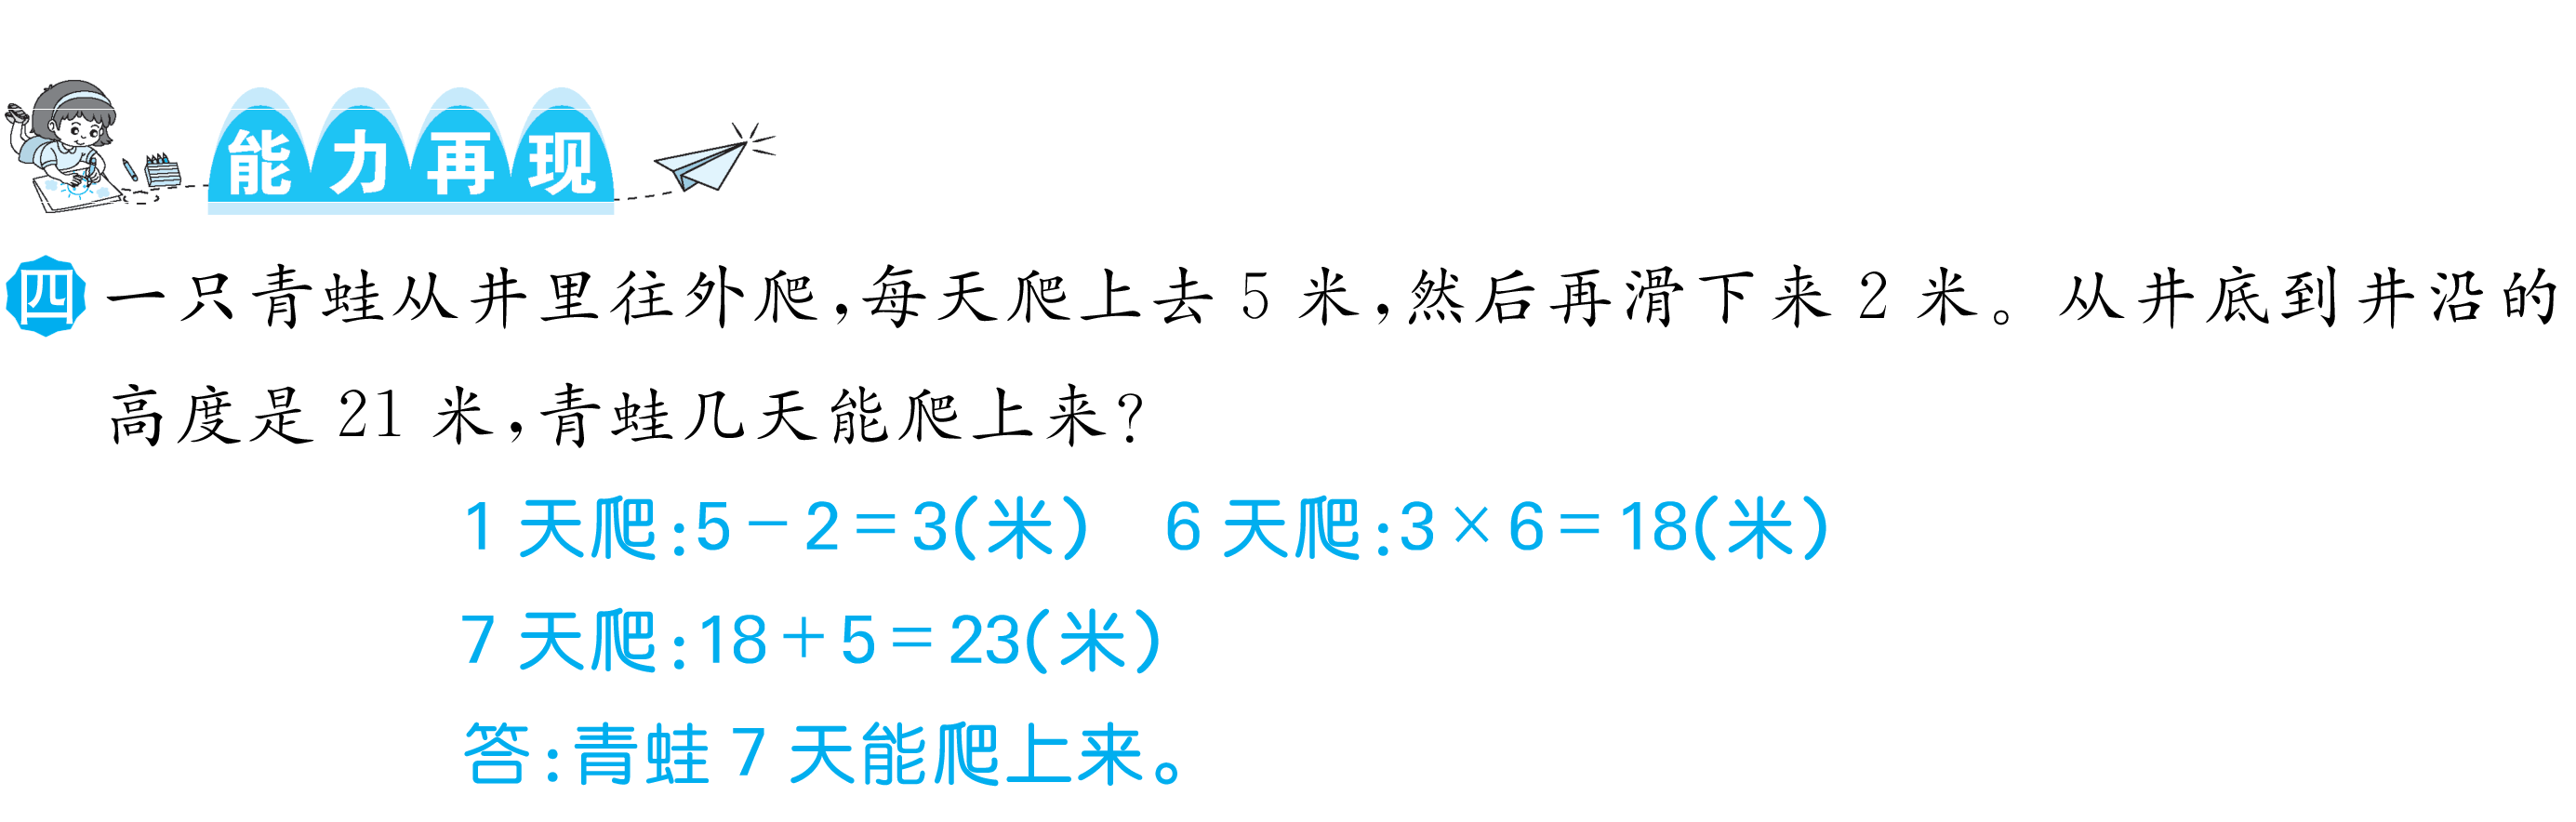 能力再现
四 一只青蛙从井里往外爬,每天爬上去 5 米,然后再滑下来 2 米。从井底到井沿的
高度是 21 米,青蛙几天能爬上来?
1 天爬:5-2=3(米) 6 天爬:3×6=18(米)
7 天爬:18+5=23(米)
答:青蛙 7 天能爬上来。